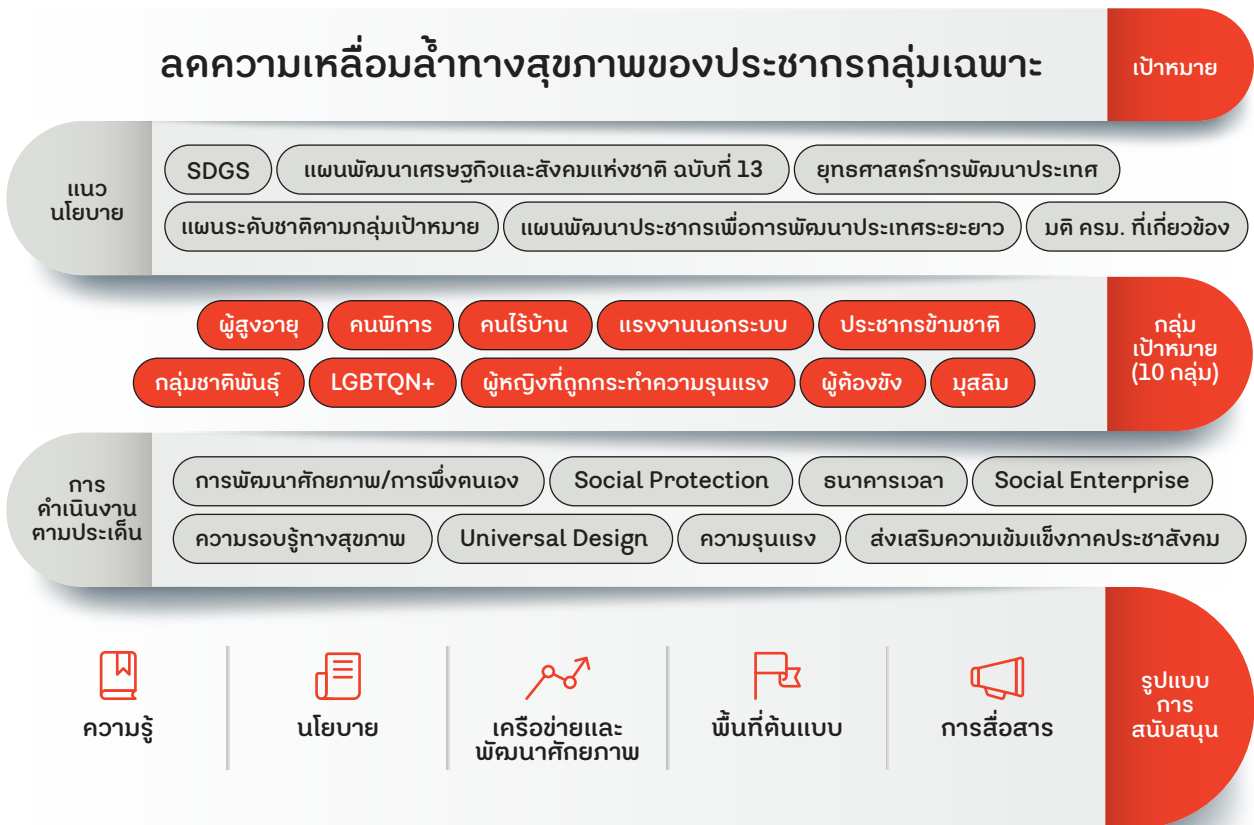 ลดความเหลื่อมล้ำทางสุขภาพของประชากรกลุ่มเฉพาะ
เป้าหมาย
แนว
นโยบาย
SDGS
แผนพัฒนาเศรษฐกิจและสังคมแห่งชาติ ฉบับที่ 13
ยุทธศาสตร์การพัฒนาประเทศ
แผนระดับชาติตามกลุ่มเป้าหมาย
แผนพัฒนาประชากรเพื่อการพัฒนาประเทศระยะยาว
มติ ครม. ที่เกี่ยวข้อง
ผู้สูงอายุ
คนพิการ
คนไร้บ้าน
แรงงานนอกระบบ
ประชากรข้ามชาติ
กลุ่มชาติพันธุ์
LGBTQN+
ผู้หญิงที่ถูกกระทำความรุนแรง
ผู้ต้องขัง
มุสลิม
กลุ่ม
เป้าหมาย
(10 กลุ่ม)
การ
ดำเนินงาน
ตามประเด็น
การพัฒนาศักยภาพ/การพึ่งตนเอง
Social Protection
ธนาคารเวลา
Social Enterprise
ความรอบรู้ทางสุขภาพ
Universal Design
ความรุนแรง
ส่งเสริมความเข้มแข็งภาคประชาสังคม
ความรู้
นโยบาย
เครือข่ายและ
พัฒนาศักยภาพ
พื้นที่ต้นแบบ
การสื่อสาร
รูปแบบ
การ
สนับสนุน